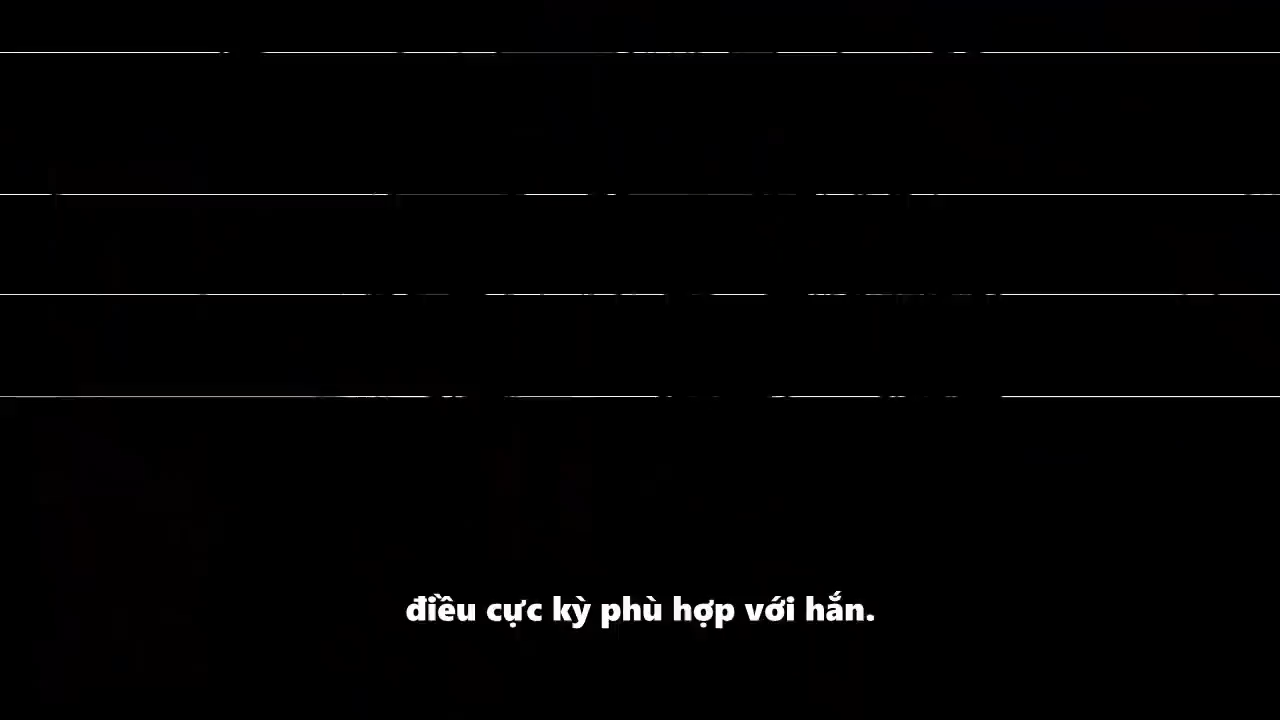 điều cực kỳ phù hợp với hắn.